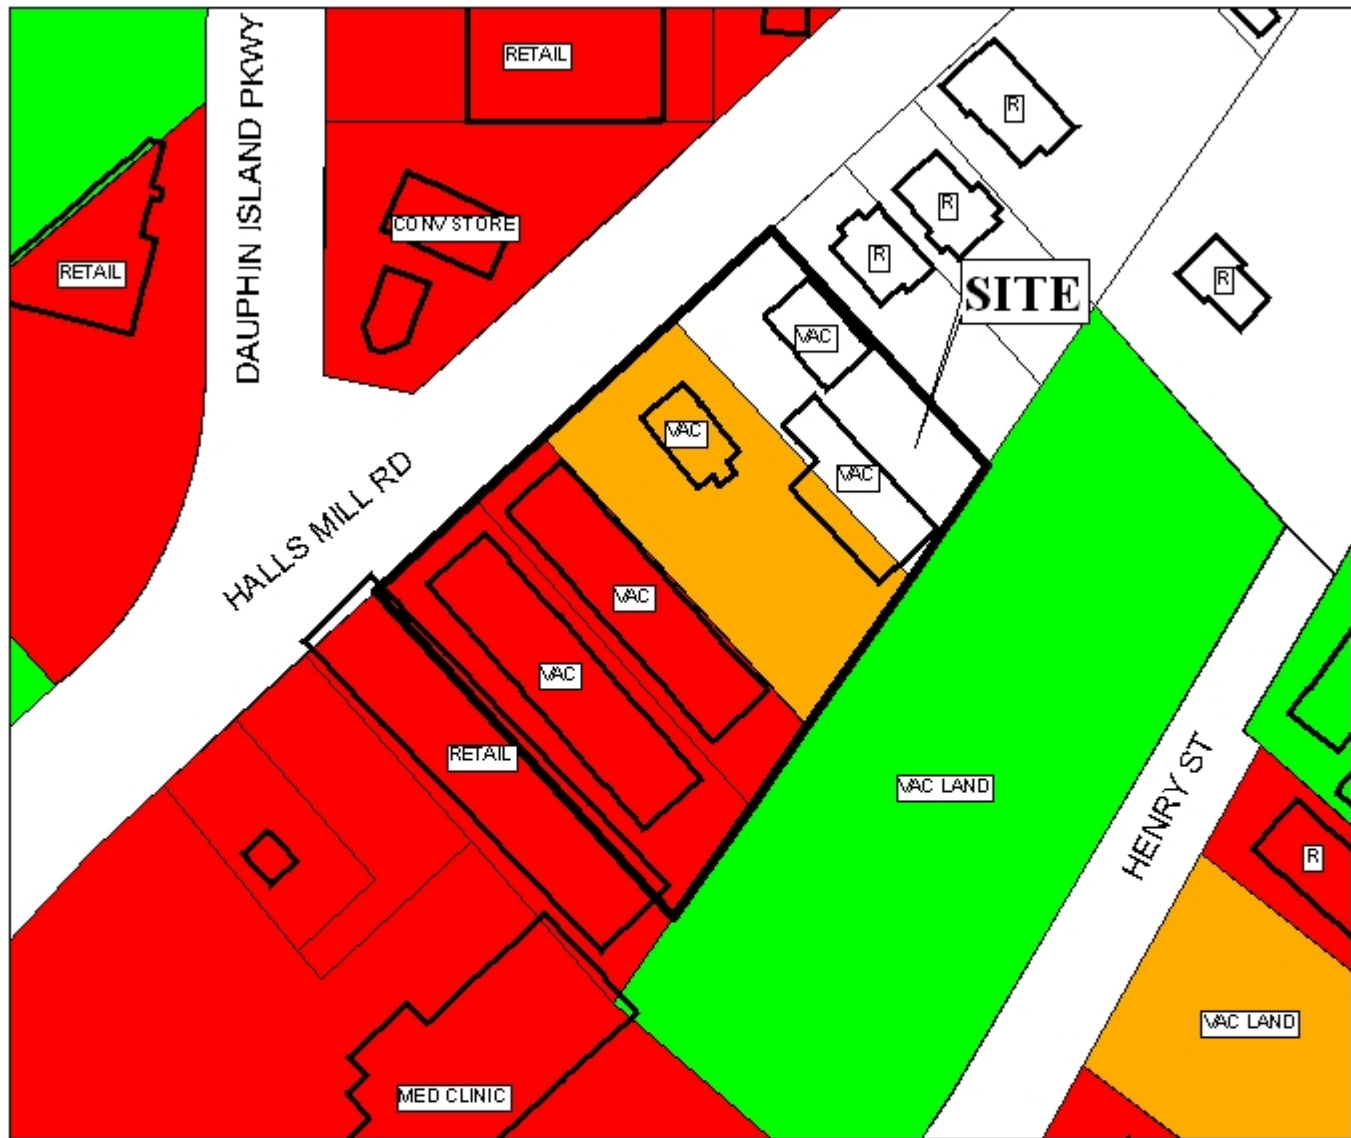 RETAIL
DAUPHIN ISLAND PKWY
R
R
CONV STORE
R
RETAIL
R
SITE
VAC
VAC
VAC
HALLS MILL RD
VAC
VAC
RETAIL
VAC LAND
HENRY ST
R
VAC LAND
MED CLINIC